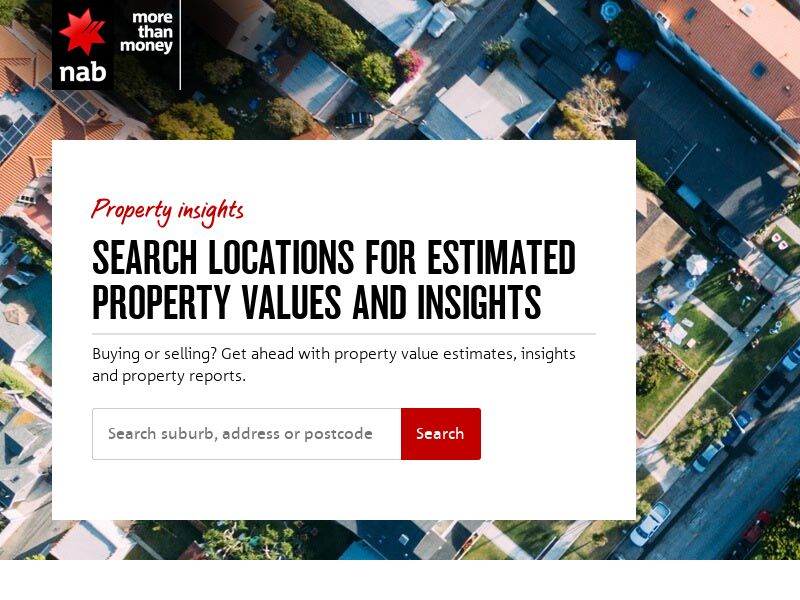 more
than
money
nab
Property insights
SEARCH LOCATIONS FOR ESTIMATED
PROPERTY VALUES AND INSIGHTS
Buying or selling? Get ahead with property value estimates, insights
and property reports.
Search suburb, address or postcode
Search